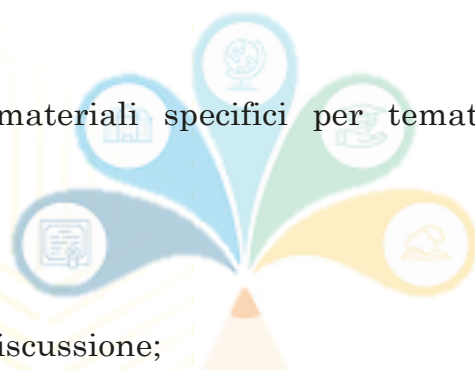 materiali specifici per temat
iscussione;